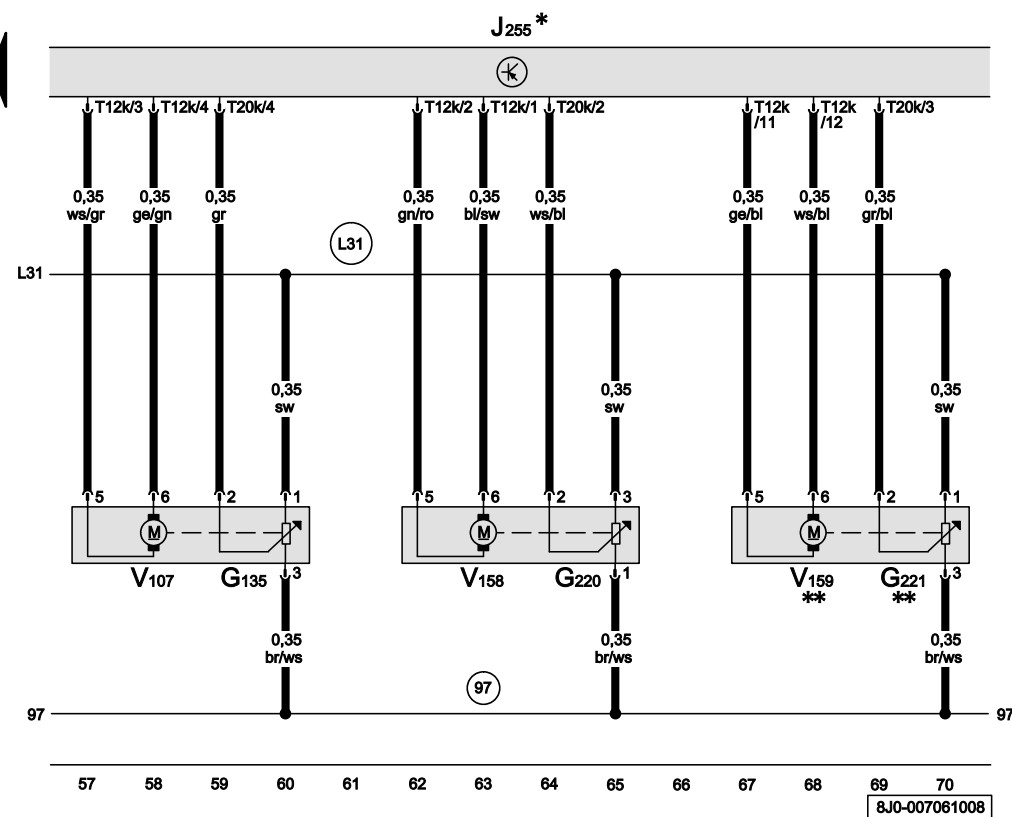 J255 *
T12k/3 T12k/4 T20k/4 T12k/2 T12k/1 T20k/2 T12k /11 T12k /12 T20k/3
0,35 0,35 0,35 0,35 0,35 0,35 0,35 0,35 0,35
ws/gr ge/gn gr gn/ro bl/sw ws/bl ge/bl ws/bl gr/bl
L31
L31
0,35 0,35 0,35
sw sw sw
5 6 2 1 5 6 2 3 5 6 2 1
M M M
V107 G135 3 V158 G220 1 V159 G221 3
** **
0,35 0,35 0,35
br/ws br/ws br/ws
97
97 97
57 58 59 60 61 62 63 64 65 66 67 68 69 70
8J0-007061008